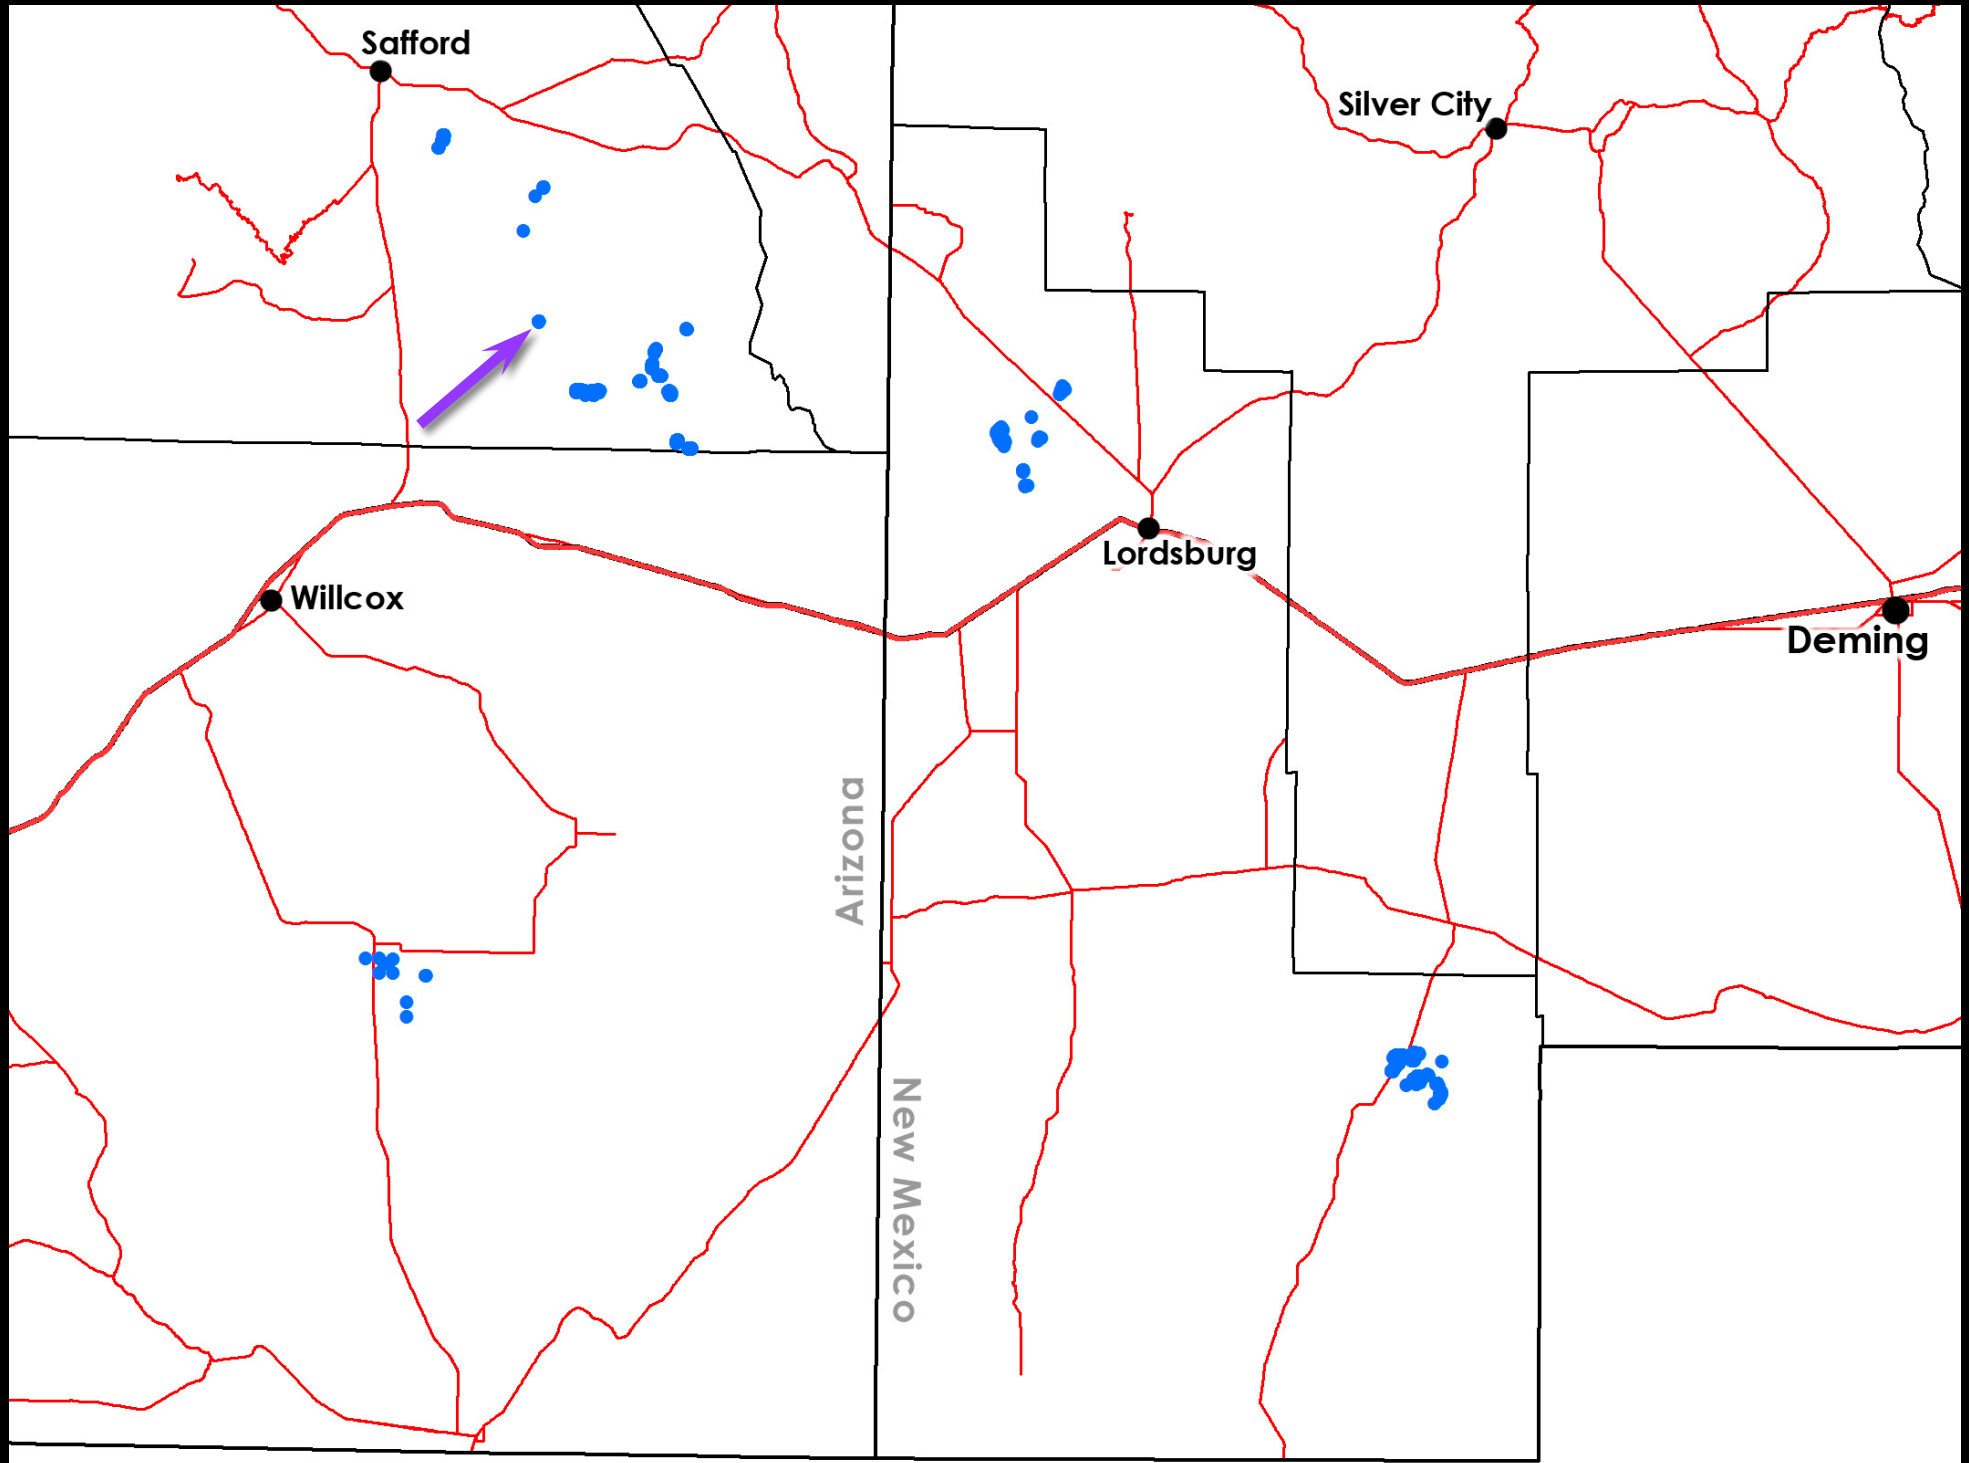 Safford
Silver City
Lordsburg
Willcox
Deming
Arizona
New Mexico